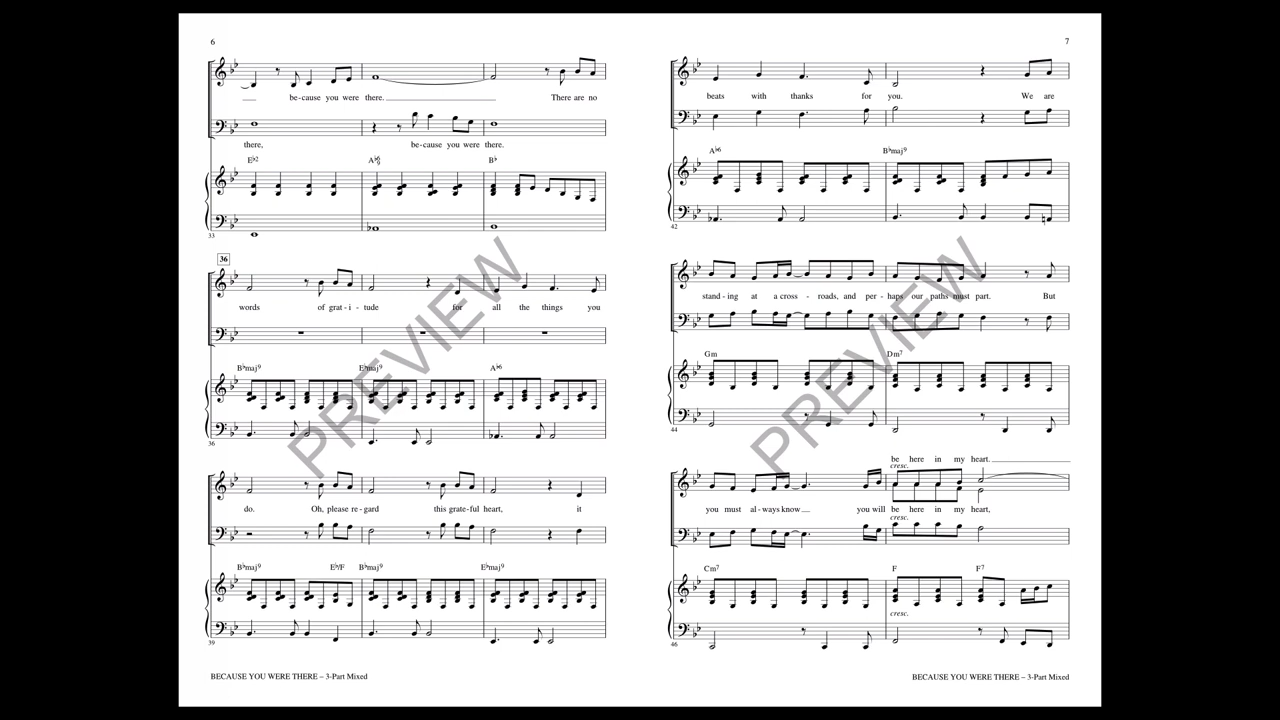 6
be-cause you were there. There are no
there, be-cause you were there.
E♭2 A♭6/9 B♭
33
36
words of grat-i-tude for all the things you
B♭maj9 E♭maj9 A♭6
36
do. Oh, please re-gard this grate-ful heart, it
B♭maj9 E♭/F B♭maj9 E♭maj9
39
BECAUSE YOU WERE THERE – 3-Part Mixed
7
beats with thanks for you. We are
A♭6 B♭maj9
42
stand-ing at a cross-roads, and per-haps our paths must part. But
Gm Dm7
44
be here in my heart.
cresc.
you must al-ways know you will be here in my heart,
cresc.
Cm7 F F7
cresc.
46
BECAUSE YOU WERE THERE – 3-Part Mixed
PREVIEW
PREVIEW